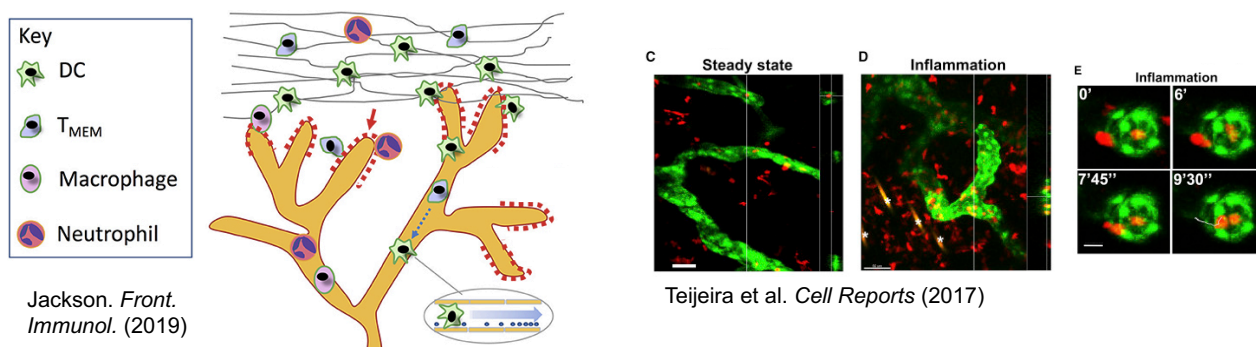 Key
DC
TMEM
Macrophage
Neutrophil
Jackson. Front.
Immunol. (2019)
C
Steady state
D
Inflammation
E
Inflammation
0'
6'
7'45''
9'30''
*
*
*
*
Teijeira et al. Cell Reports (2017)